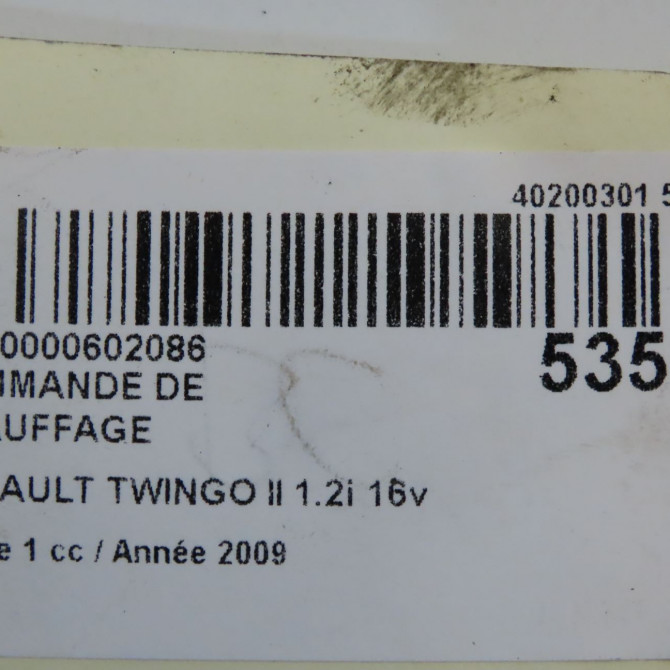 40200301 5
0000602086
535
MMANDE DE
AUFFAGE
AULT TWINGO II 1.2i 16v
e 1 cc / Année 2009